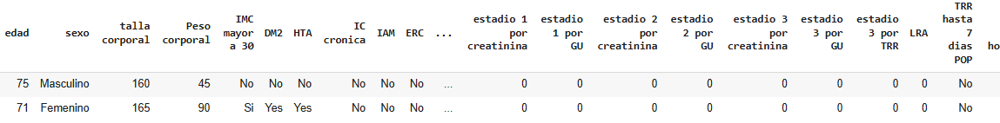 edad sexo talla corporal Peso corporal IMC mayor a 30 DM2 HTA IC cronica IAM ERC ... estadio 1 por creatinina estadio 1 por GU estadio 2 por creatinina estadio 2 por GU estadio 3 por creatinina estadio 3 por GU estadio 3 por TRR LRA TRR hasta 7 dias POP ho
75 Masculino 160 45 No No No No No No ... 0 0 0 0 0 0 0 0 No
71 Femenino 165 90 Si Yes Yes No No No ... 0 0 0 0 0 0 0 0 No